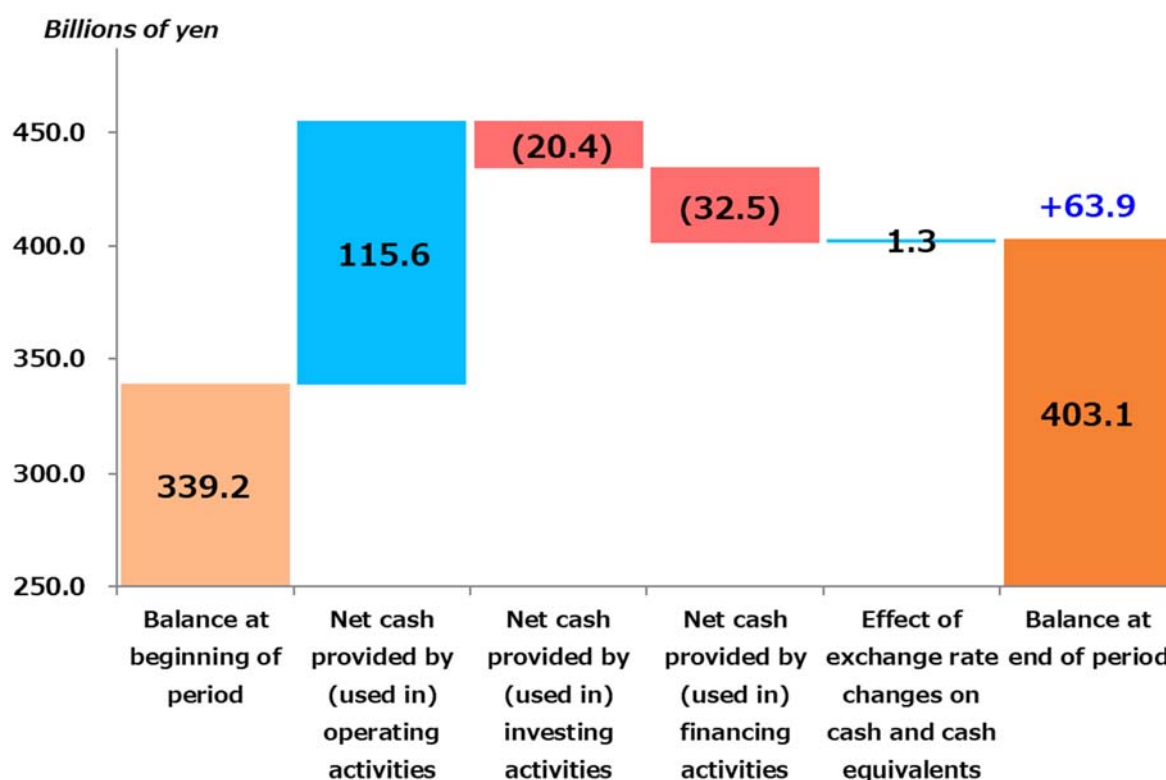 Billions of yen
450.0
400.0
350.0
300.0
250.0
339.2
115.6
(20.4)
(32.5)
1.3
+63.9
403.1
Balance at
beginning of
period
Net cash
provided by
(used in)
operating
activities
Net cash
provided by
(used in)
investing
activities
Net cash
provided by
(used in)
financing
activities
Effect of
exchange rate
changes on
cash and cash
equivalents
Balance at
end of period